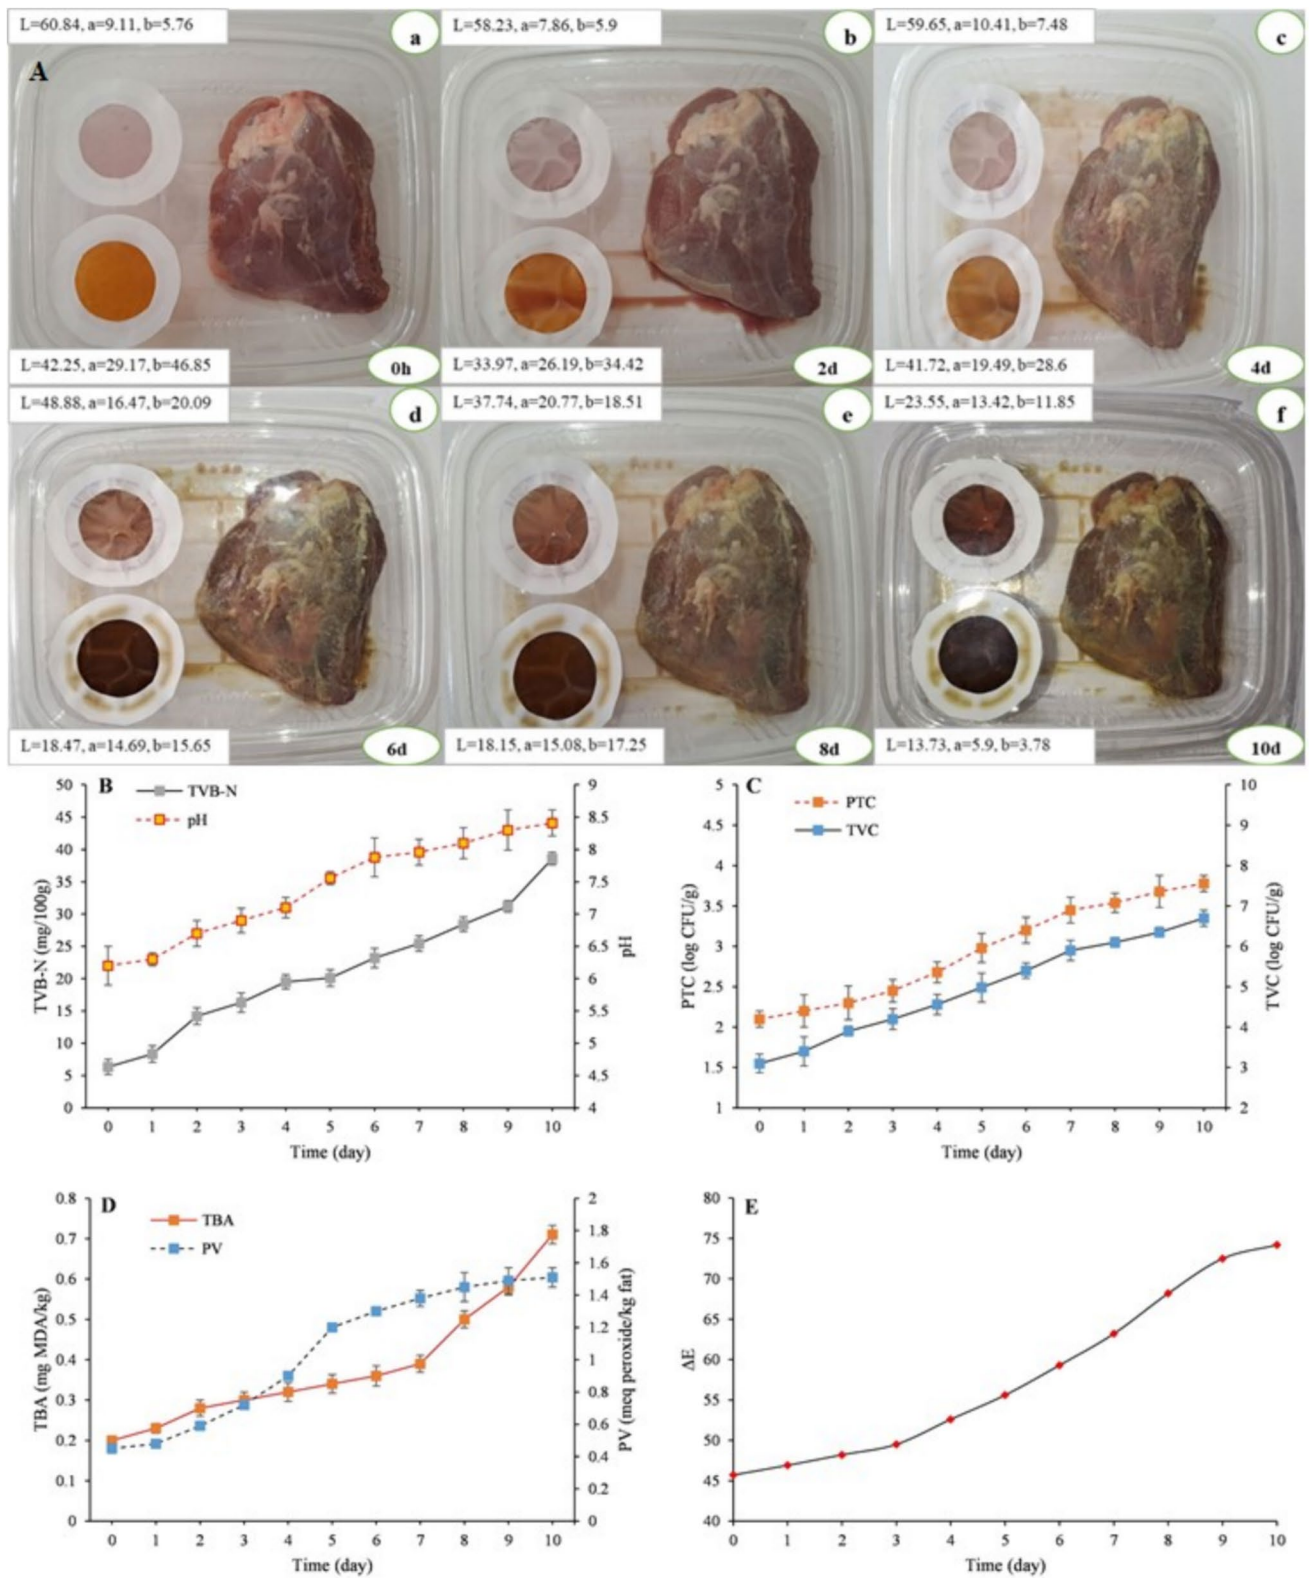 L=60.84, a=9.11, b=5.76
a
L=58.23, a=7.86, b=5.9
b
L=59.65, a=10.41, b=7.48
c
A
L=42.25, a=29.17, b=46.85
0h
L=33.97, a=26.19, b=34.42
2d
L=41.72, a=19.49, b=28.6
4d
L=48.88, a=16.47, b=20.09
d
L=37.74, a=20.77, b=18.51
e
L=23.55, a=13.42, b=11.85
f
L=18.47, a=14.69, b=15.65
6d
L=18.15, a=15.08, b=17.25
8d
L=13.73, a=5.9, b=3.78
10d
B
TVB-N
pH
50
45
40
35
30
25
20
15
10
5
0
TVB-N (mg/100g)
9
8.5
8
7.5
7
6.5
6
5.5
5
4.5
4
pH
0 1 2 3 4 5 6 7 8 9 10
Time (day)
C
PTC
TVC
5
4.5
4
3.5
3
2.5
2
1.5
1
PTC (log CFU/g)
10
9
8
7
6
5
4
3
2
TVC (log CFU/g)
0 1 2 3 4 5 6 7 8 9 10
Time (day)
D
TBA
PV
0.8
0.7
0.6
0.5
0.4
0.3
0.2
0.1
0
TBA (mg MDA/kg)
2
1.8
1.6
1.4
1.2
1
0.8
0.6
0.4
0.2
0
PV (meq peroxide/kg fat)
0 1 2 3 4 5 6 7 8 9 10
Time (day)
E
80
75
70
65
60
55
50
45
40
ΔE
0 1 2 3 4 5 6 7 8 9 10
Time (day)